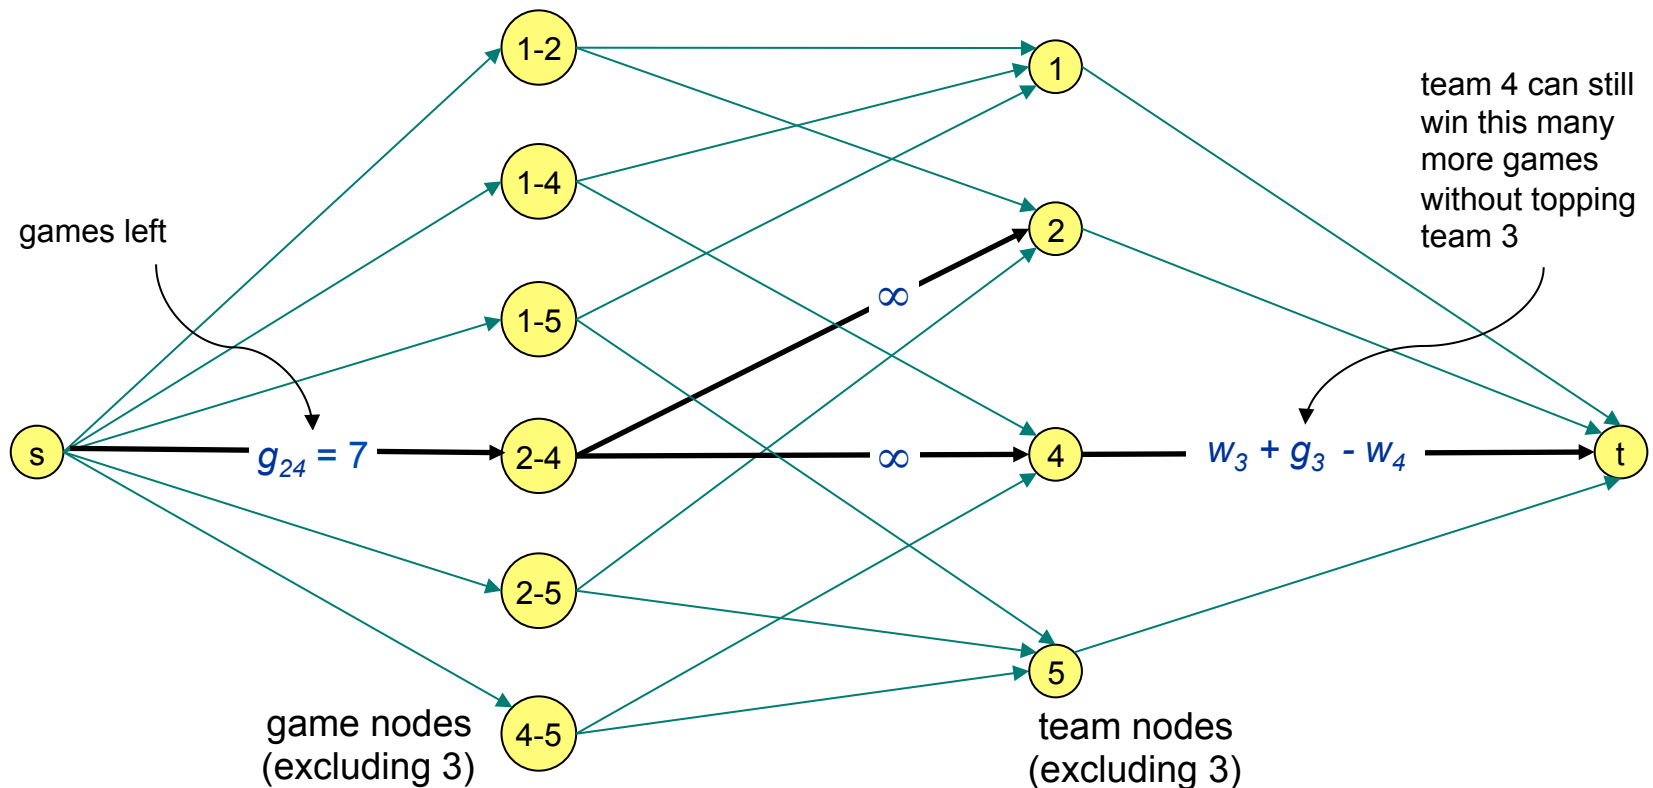 1-2
1
team 4 can still
win this many
more games
without topping
team 3
1-4
games left
2
∞
1-5
s
g24 = 7
2-4
∞
4
w3 + g3 - w4
t
2-5
5
4-5
game nodes
(excluding 3)
team nodes
(excluding 3)